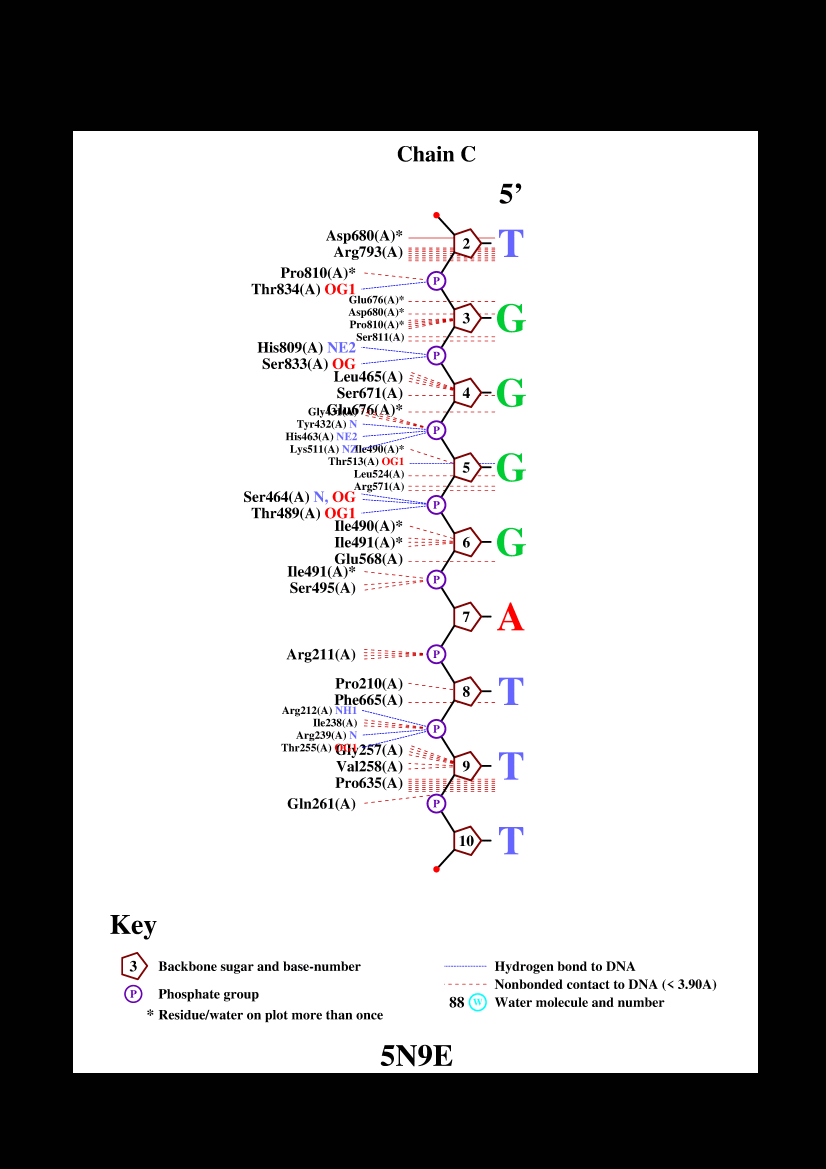 Chain C
5’
Asp680(A)*
2
T
Arg793(A)
Pro810(A)*
P
Thr834(A) OG1
Glu676(A)*
Asp680(A)*
3
G
Pro810(A)*
Ser811(A)
His809(A) NE2
P
Ser833(A) OG
Leu465(A)
Ser671(A)
4
G
Glu676(A)*
Gly431(A)
Tyr432(A) N
P
His463(A) NE2
Lys511(A) NZ
Ile490(A)*
Thr513(A) OG1
5
G
Leu524(A)
Arg571(A)
Ser464(A) N, OG
P
Thr489(A) OG1
Ile490(A)*
Ile491(A)*
6
G
Glu568(A)
Ile491(A)*
P
Ser495(A)
7
A
Arg211(A)
P
Pro210(A)
8
T
Phe665(A)
Arg212(A) NH1
Ile238(A)
P
Arg239(A) N
Thr255(A) OG1
Gly257(A)
Val258(A)
9
T
Pro635(A)
Gln261(A)
P
10
T
Key
3 Backbone sugar and base-number
P Phosphate group
* Residue/water on plot more than once
Hydrogen bond to DNA
Nonbonded contact to DNA (< 3.90A)
88 W Water molecule and number
5N9E